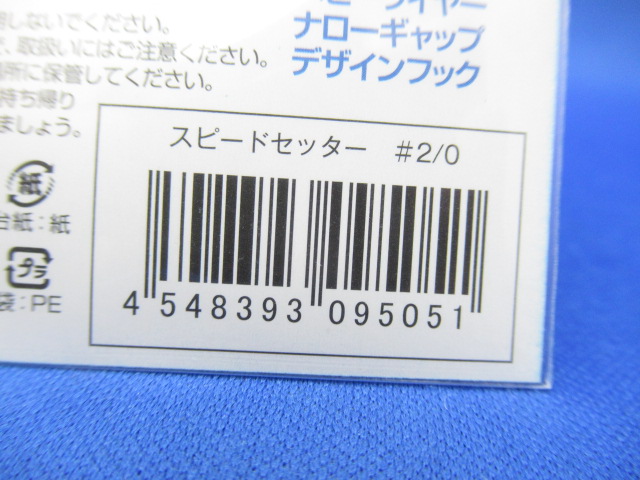 しないでください。
取扱いにはご注意ください。
所に保管してください。
持ち帰り
ましょう。
ナローギャップ
デザインフック
スピードセッター #2/0
4 548393 095051
紙
台紙:紙
プラ
袋:PE